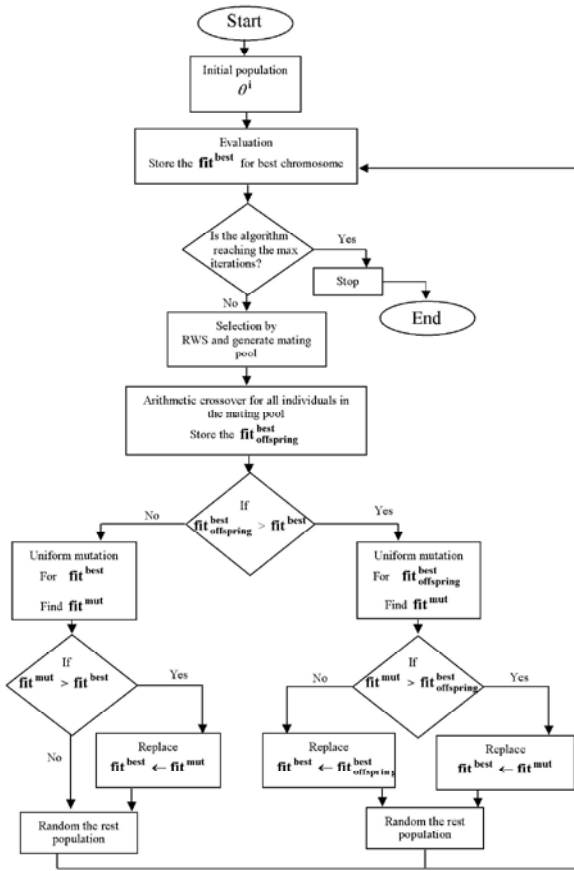 Start
Initial population
θ^i
Evaluation
Store the fit^best for best chromosome
Is the algorithm
reaching the max
iterations?
Yes
Stop
End
No
Selection by
RWS and generate mating
pool
Arithmetic crossover for all individuals in
the mating pool
Store the fit^best_offspring
If
fit^best_offspring > fit^best
No
Yes
Uniform mutation
For fit^best
Find fit^mut
Uniform mutation
For fit^best_offspring
Find fit^mut
If
fit^mut > fit^best
Yes
No
If
fit^mut > fit^best_offspring
No
Yes
Replace
fit^best ← fit^mut
Replace
fit^best ← fit^best_offspring
Replace
fit^best ← fit^mut
Random the rest
population
Random the rest
population